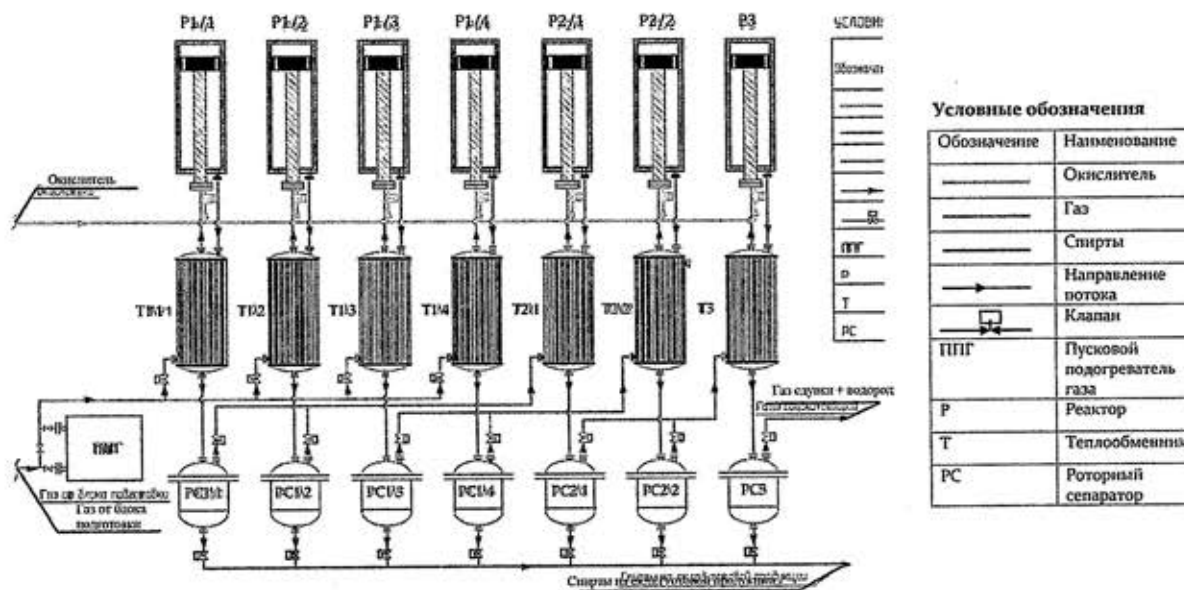 Р1./1 Р1./2 Р1./3 Р1./4 Р2./1 Р2./2 Р3
Окислитель
Т1\2 Т1\3 Т1\4 Т2\1 Т3
ППГ
Р
Т
РС
Газ сдувки + водород
РС1\2 РС1\3 РС1\4 РС2\1 РС2\2 РС3
Газ от блока
подготовки
Спирты
Условные обозначения
Обозначение Наименование
Окислитель
Газ
Спирты
Направление
потока
Клапан
ППГ Пусковой
подогреватель
газа
Р Реактор
Т Теплообменник
РС Роторный
сепаратор